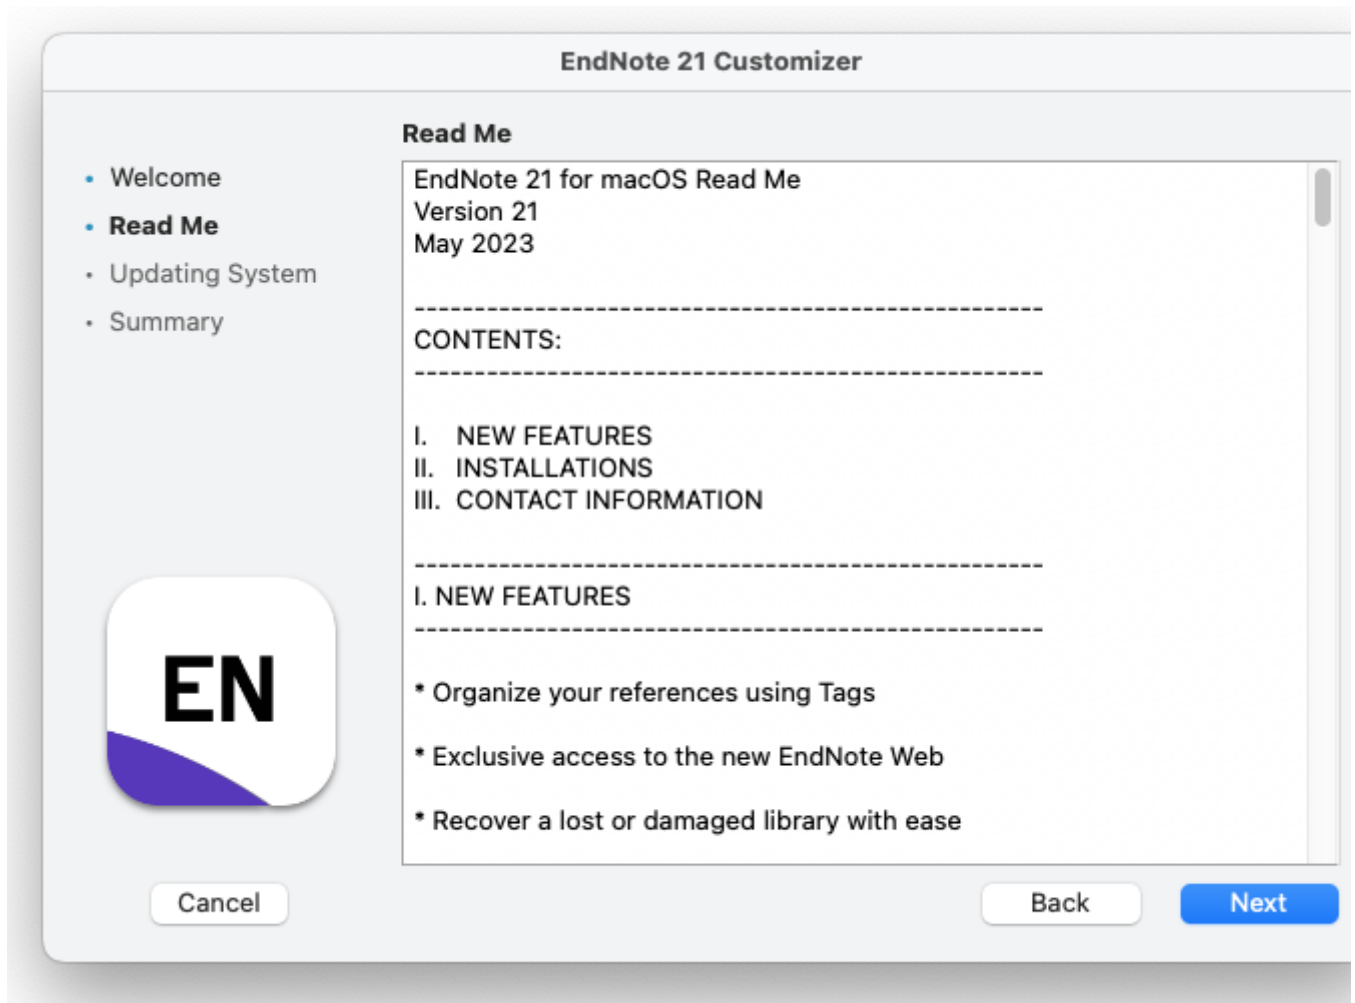 EndNote 21 Customizer
Welcome
Read Me
Updating System
Summary
Read Me
EndNote 21 for macOS Read Me
Version 21
May 2023
----------------------------------------------------
CONTENTS:
----------------------------------------------------
I. NEW FEATURES
II. INSTALLATIONS
III. CONTACT INFORMATION
----------------------------------------------------
I. NEW FEATURES
----------------------------------------------------
* Organize your references using Tags
* Exclusive access to the new EndNote Web
* Recover a lost or damaged library with ease
EN
Cancel
Back
Next